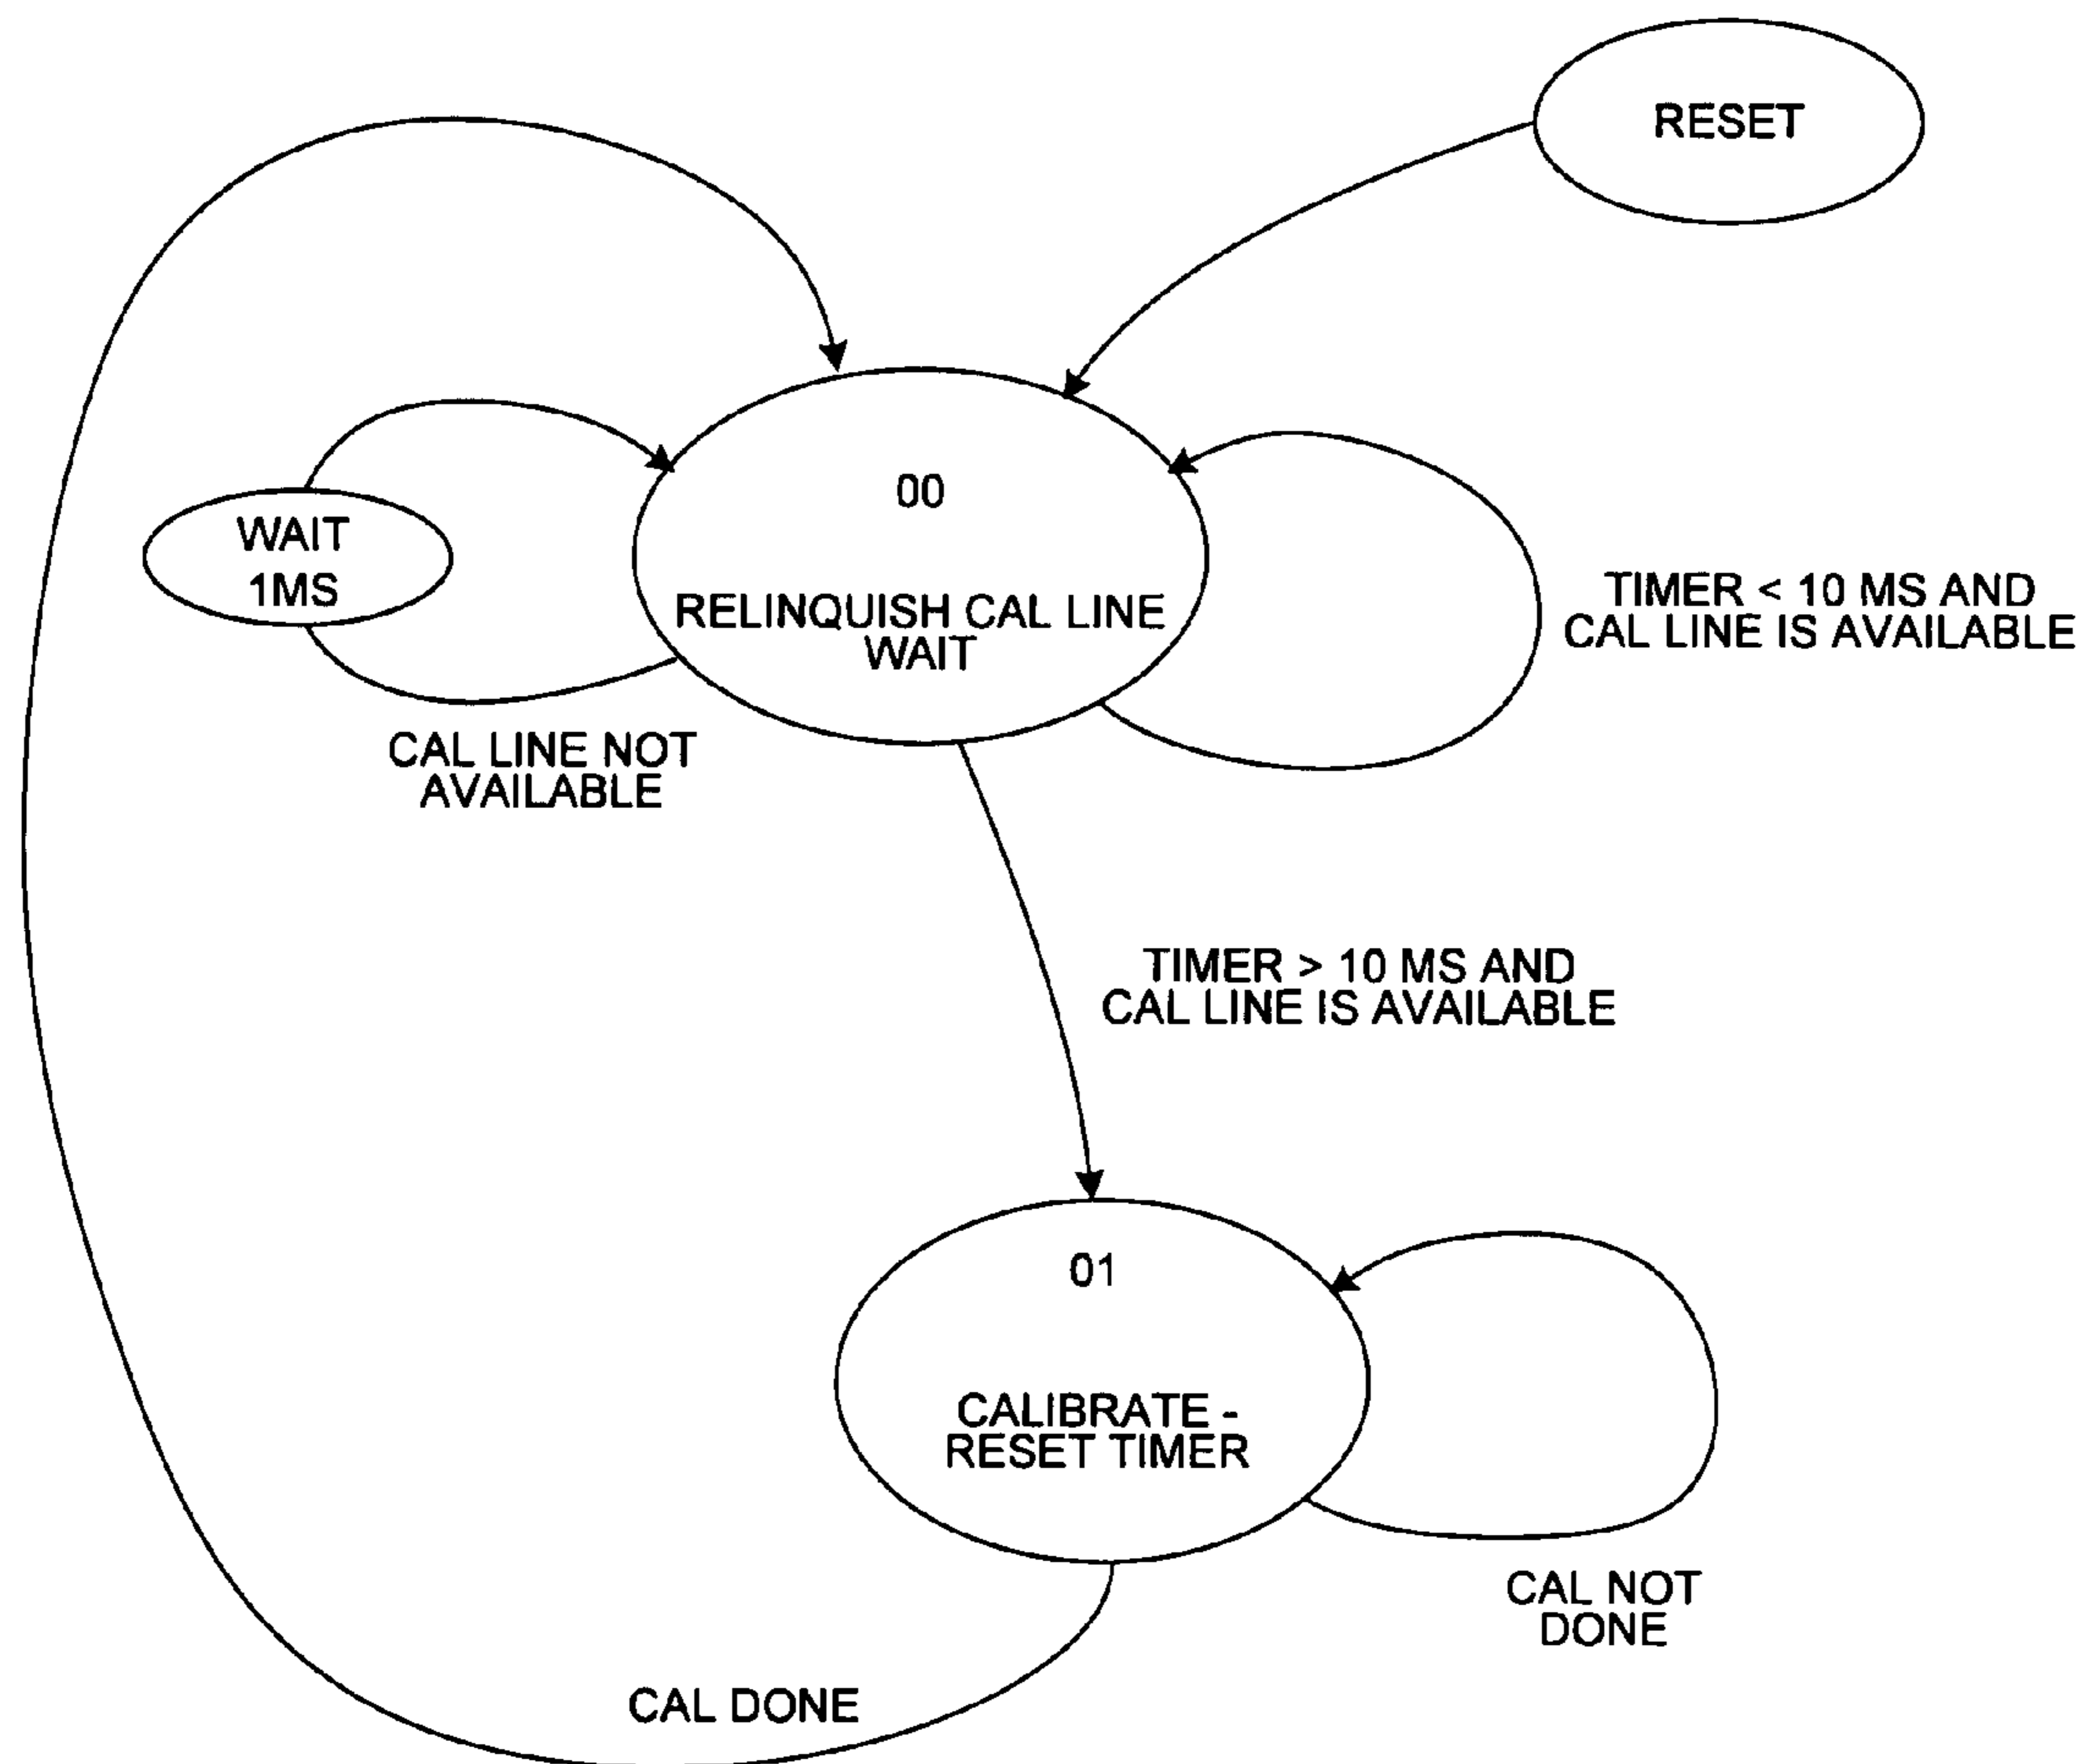 RESET
00
WAIT
1MS
RELINQUISH CAL LINE
WAIT
TIMER < 10 MS AND
CAL LINE IS AVAILABLE
CAL LINE NOT
AVAILABLE
TIMER > 10 MS AND
CAL LINE IS AVAILABLE
01
CALIBRATE -
RESET TIMER
CAL NOT
DONE
CAL DONE